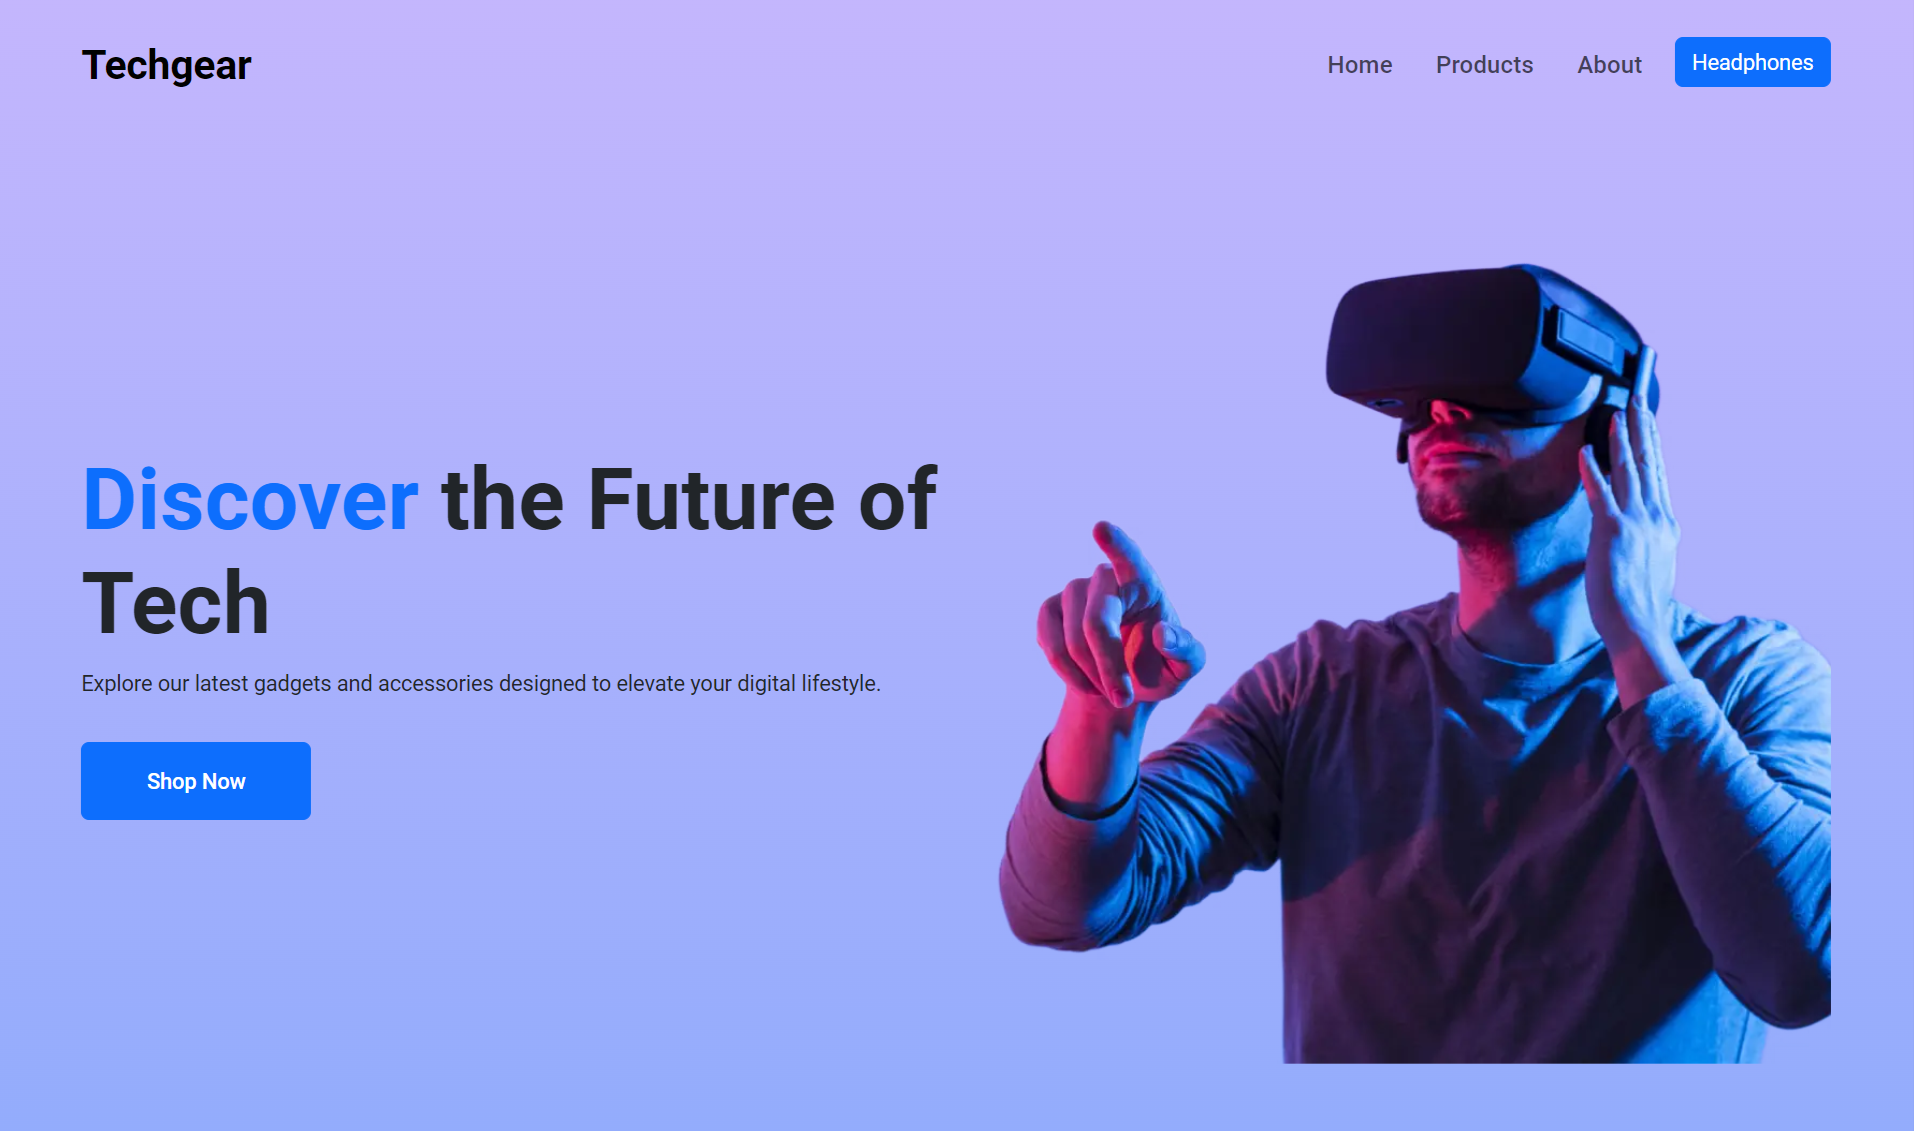 Techgear
Home
Products
About
Headphones
Discover the Future of
Tech
Explore our latest gadgets and accessories designed to elevate your digital lifestyle.
Shop Now